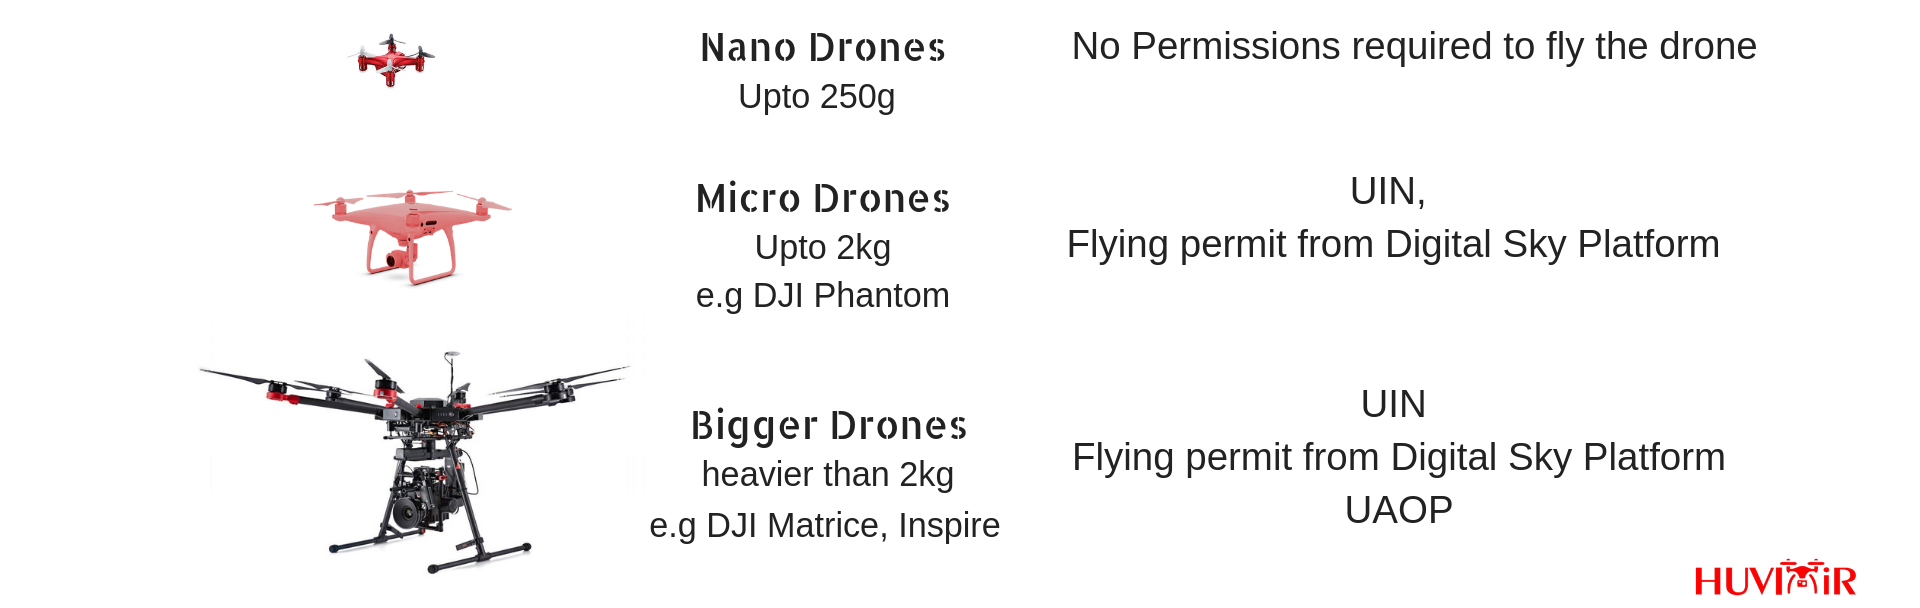 Nano Drones
Upto 250g
No Permissions required to fly the drone
Micro Drones
Upto 2kg
e.g DJI Phantom
UIN,
Flying permit from Digital Sky Platform
Bigger Drones
heavier than 2kg
e.g DJI Matrice, Inspire
UIN
Flying permit from Digital Sky Platform
UAOP
HUVIAiR